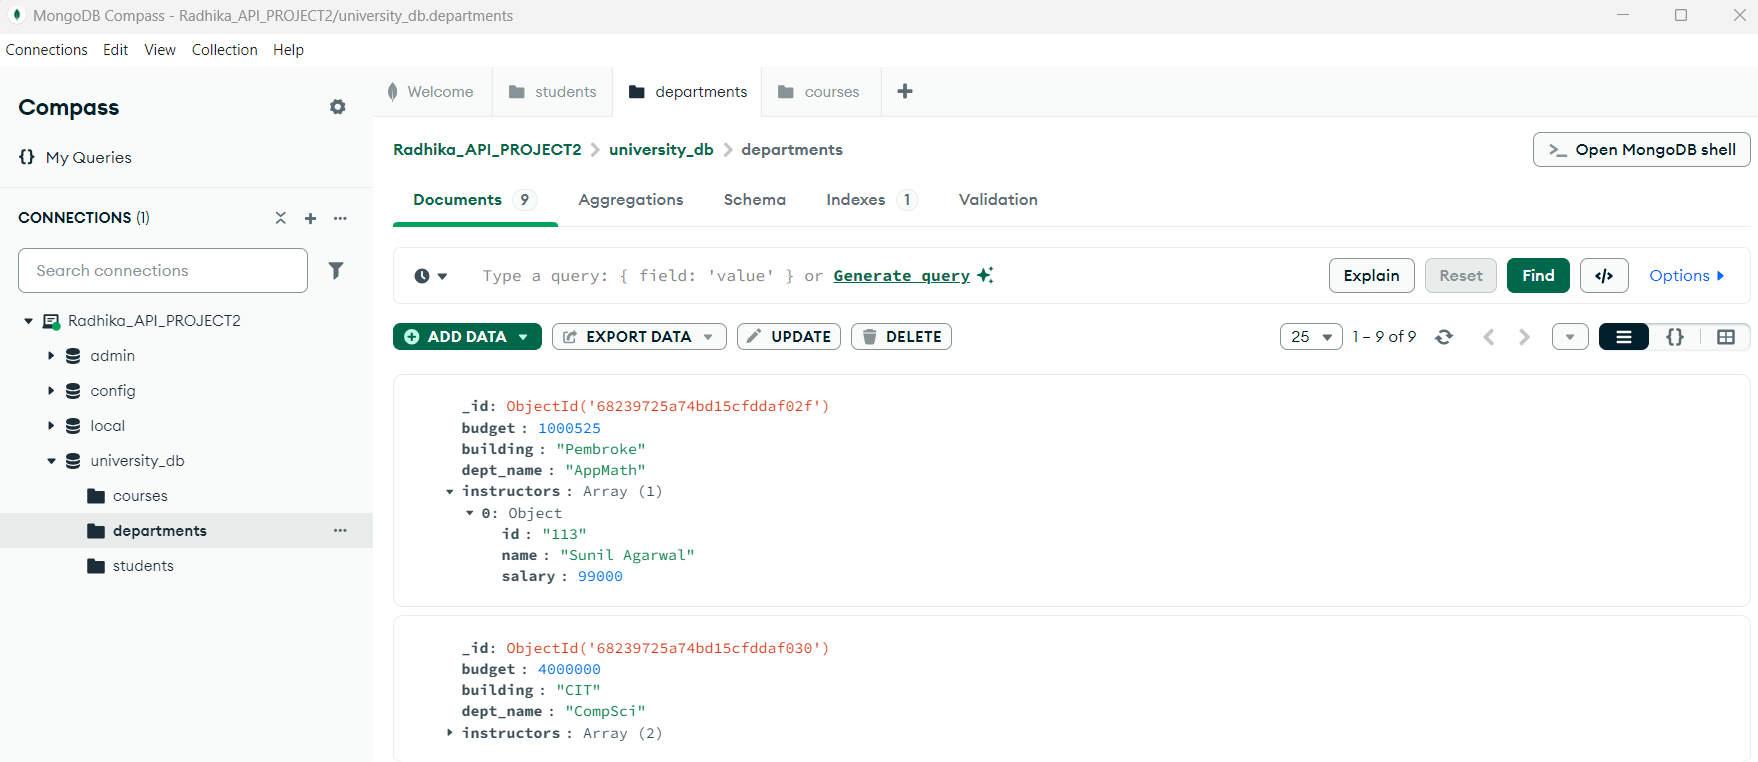 MongoDB Compass - Radhika_API_PROJECT2/university_db.departments
Connections Edit View Collection Help
Compass
{} My Queries
CONNECTIONS (1)
Search connections
Radhika_API_PROJECT2
admin
config
local
university_db
courses
departments
students
Welcome students departments courses
Radhika_API_PROJECT2 > university_db > departments
>_ Open MongoDB shell
Documents 9 Aggregations Schema Indexes 1 Validation
Type a query: { field: 'value' } or Generate query
Explain Reset Find </> Options
ADD DATA EXPORT DATA UPDATE DELETE
25 1 – 9 of 9 {}
_id: ObjectId('68239725a74bd15cfddaf02f')
budget : 1000525
building : "Pembroke"
dept_name : "AppMath"
instructors : Array (1)
0: Object
id : "113"
name : "Sunil Agarwal"
salary : 99000
_id: ObjectId('68239725a74bd15cfddaf030')
budget : 4000000
building : "CIT"
dept_name : "CompSci"
instructors : Array (2)